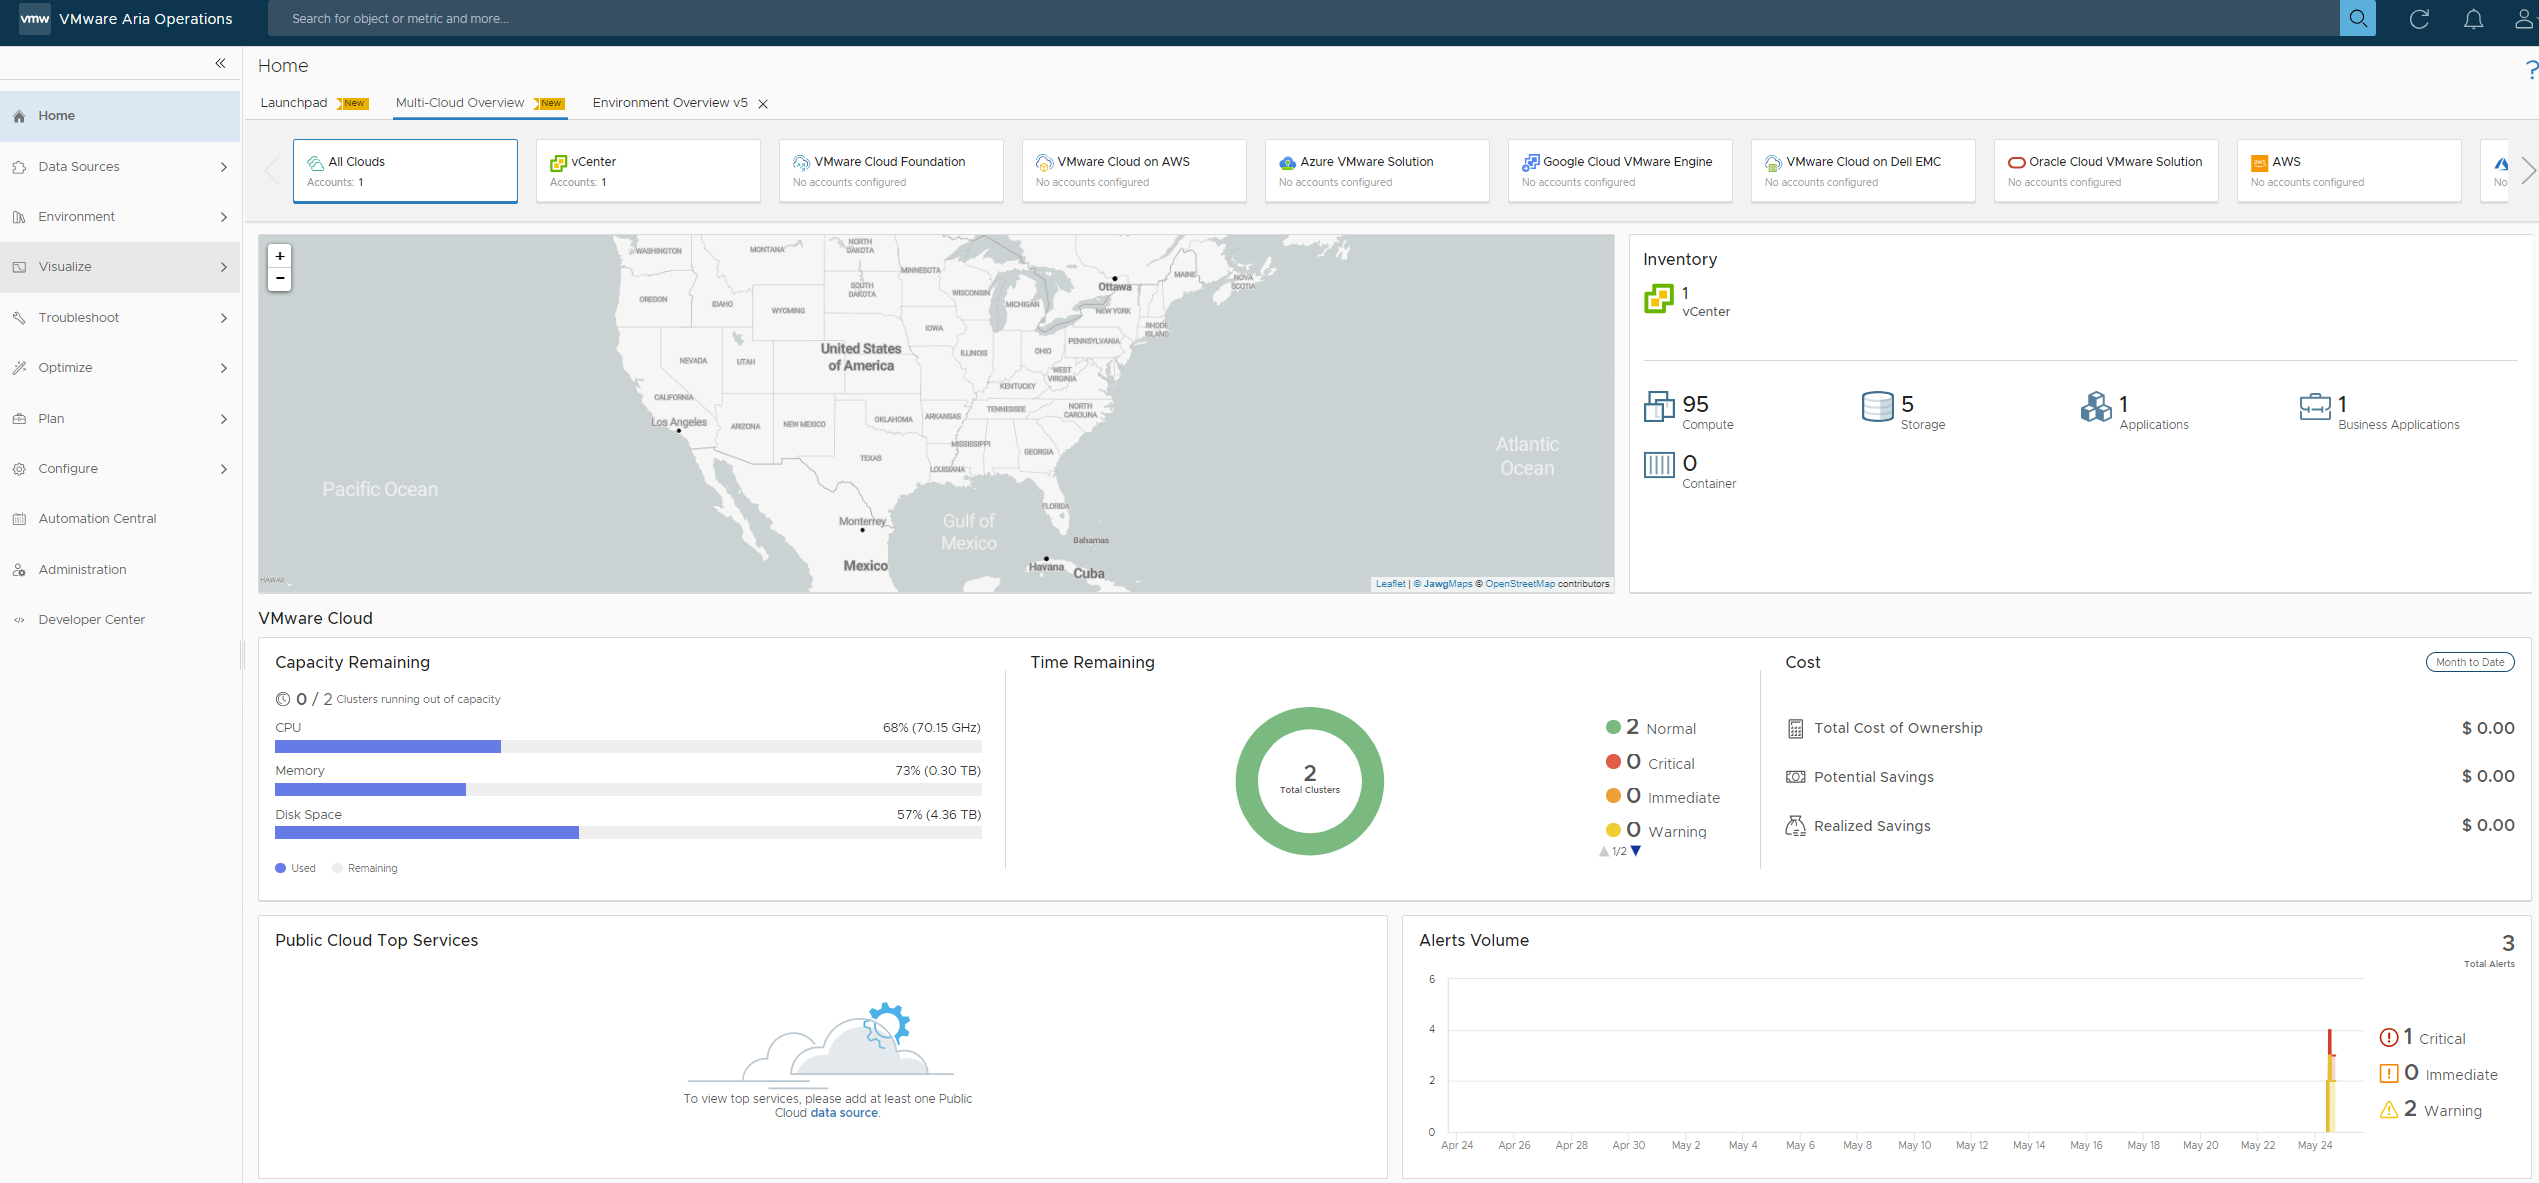 vmw VMware Aria Operations
Search for object or metric and more...
Home
Launchpad New
Multi-Cloud Overview New
Environment Overview v5
Home
Data Sources
Environment
Visualize
Troubleshoot
Optimize
Plan
Configure
Automation Central
Administration
Developer Center
All Clouds
Accounts: 1
vCenter
Accounts: 1
VMware Cloud Foundation
No accounts configured
VMware Cloud on AWS
No accounts configured
Azure VMware Solution
No accounts configured
Google Cloud VMware Engine
No accounts configured
VMware Cloud on Dell EMC
No accounts configured
Oracle Cloud VMware Solution
No accounts configured
aws AWS
No accounts configured
No
+
−
WASHINGTON
MONTANA
NORTH
DAKOTA
MINNESOTA
OREGON
IDAHO
SOUTH
DAKOTA
WISCONSIN
MICHIGAN
Ottawa
MAINE
NOVA
SCOTIA
WYOMING
NEW YORK
IOWA
RHODE
ISLAND
PENNSYLVANIA
NEVADA
UTAH
United States
of America
ILLINOIS
OHIO
WEST
VIRGINIA
KENTUCKY
CALIFORNIA
Los Angeles
ARIZONA
NEW MEXICO
OKLAHOMA
ARKANSAS
TENNESSEE
NORTH
CAROLINA
MISSISSIPPI
GEORGIA
TEXAS
LOUISIANA
Atlantic
Ocean
Pacific Ocean
FLORIDA
Monterrey
Gulf of
Mexico
Bahamas
Mexico
Havana
Cuba
HAWAII
Leaflet | © JawgMaps © OpenStreetMap contributors
Inventory
1
vCenter
95
Compute
5
Storage
1
Applications
1
Business Applications
0
Container
VMware Cloud
Capacity Remaining
0 / 2 Clusters running out of capacity
CPU 68% (70.15 GHz)
Memory 73% (0.30 TB)
Disk Space 57% (4.36 TB)
Used Remaining
Time Remaining
2
Total Clusters
2 Normal
0 Critical
0 Immediate
0 Warning
1/2
Cost
Month to Date
Total Cost of Ownership $ 0.00
Potential Savings $ 0.00
Realized Savings $ 0.00
Public Cloud Top Services
To view top services, please add at least one Public
Cloud data source.
Alerts Volume
3
Total Alerts
6
4
2
0
Apr 24 Apr 26 Apr 28 Apr 30 May 2 May 4 May 6 May 8 May 10 May 12 May 14 May 16 May 18 May 20 May 22 May 24
1 Critical
0 Immediate
2 Warning